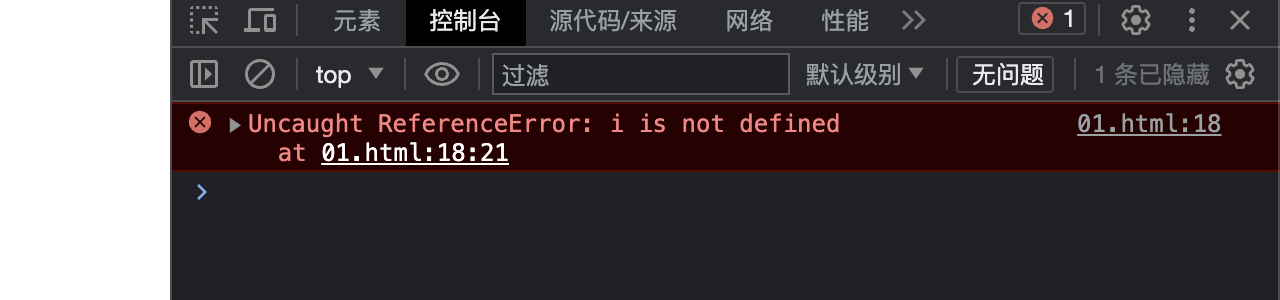 元素 控制台 源代码/来源 网络 性能 1
top 过滤 默认级别 无问题 1 条已隐藏
Uncaught ReferenceError: i is not defined 01.html:18
at 01.html:18:21